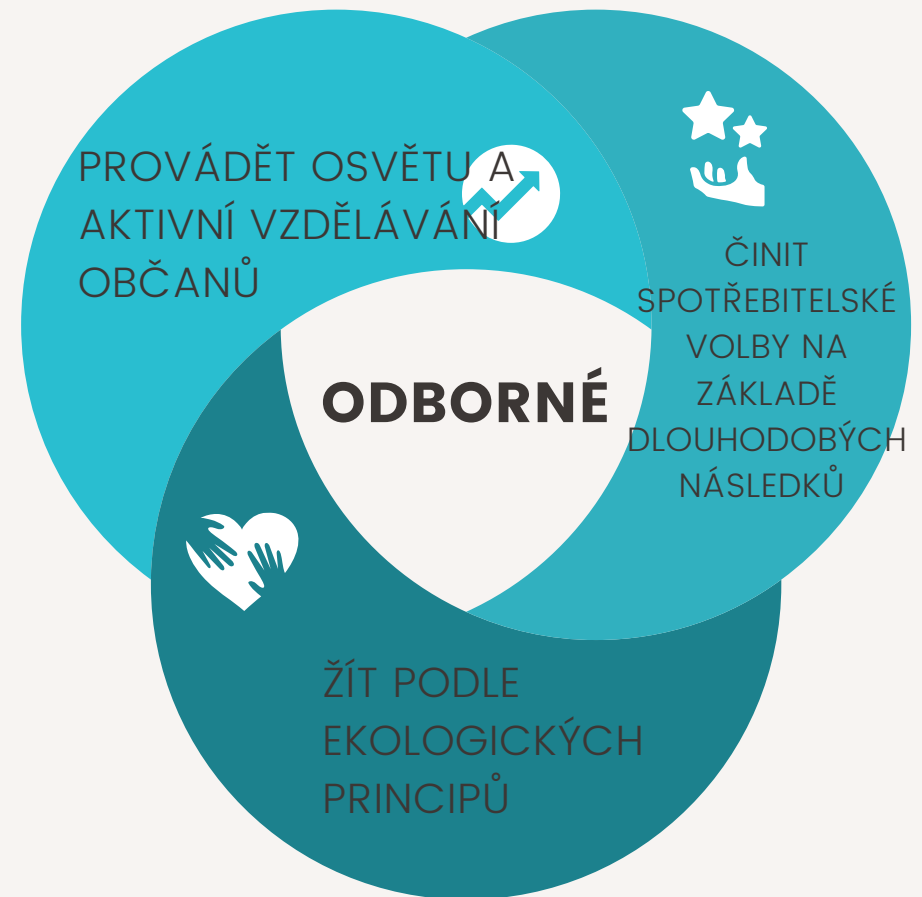 PROVÁDĚT OSVĚTU A
AKTIVNÍ VZDĚLÁVÁNÍ
OBČANŮ
ČINIT
SPOTŘEBITELSKÉ
VOLBY NA
ZÁKLADĚ
DLOUHODOBÝCH
NÁSLEDKŮ
ODBORNÉ
ŽÍT PODLE
EKOLOGICKÝCH
PRINCIPŮ